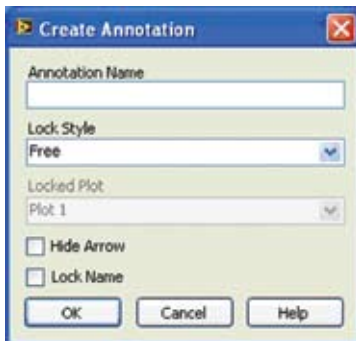 Create Annotation
Annotation Name
Lock Style
Free
Locked Plot
Plot 1
Hide Arrow
Lock Name
OK Cancel Help